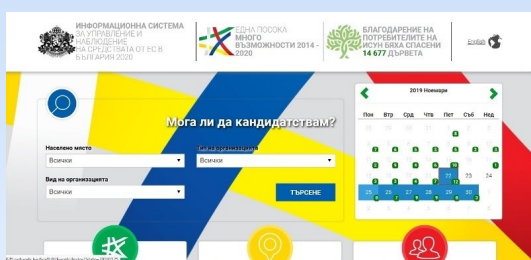 ИНФОРМАЦИОННА СИСТЕМА
ЗА УПРАВЛЕНИЕ И
НАБЛЮДЕНИЕ
НА СРЕДСТВАТА ОТ ЕС В
БЪЛГАРИЯ 2020
ЕДНА ПОСОКА
МНОГО
ВЪЗМОЖНОСТИ 2014 -
2020
БЛАГОДАРЕНИЕ НА
ПОТРЕБИТЕЛИТЕ НА
ИСУН БЯХА СПАСЕНИ
14 677 ДЪРВЕТА
English
Мога ли да кандидатствам?
Населено място
Тип на организацията
Всички
Всички
Вид на организацията
Всички
ТЪРСЕНЕ
2019 Ноември
Пон Втр Срд Чтв Пет Съб Нед
22 23 24
25 25 27 28 29 30